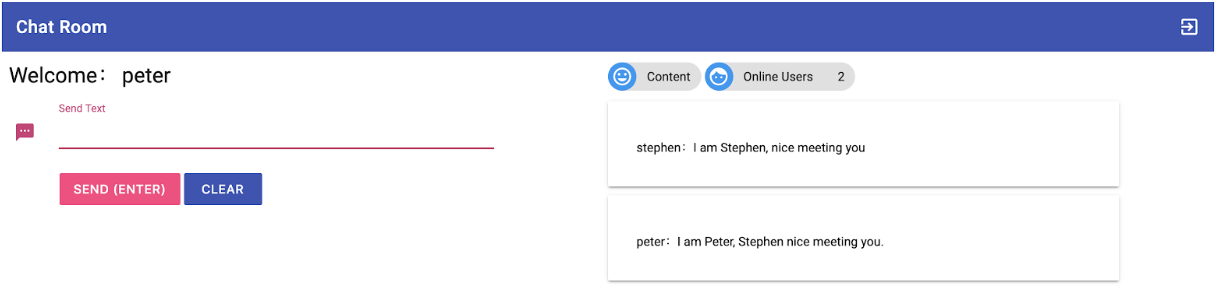 Chat Room
Welcome： peter
Send Text
SEND (ENTER) CLEAR
Content Online Users 2
stephen：I am Stephen, nice meeting you
peter：I am Peter, Stephen nice meeting you.